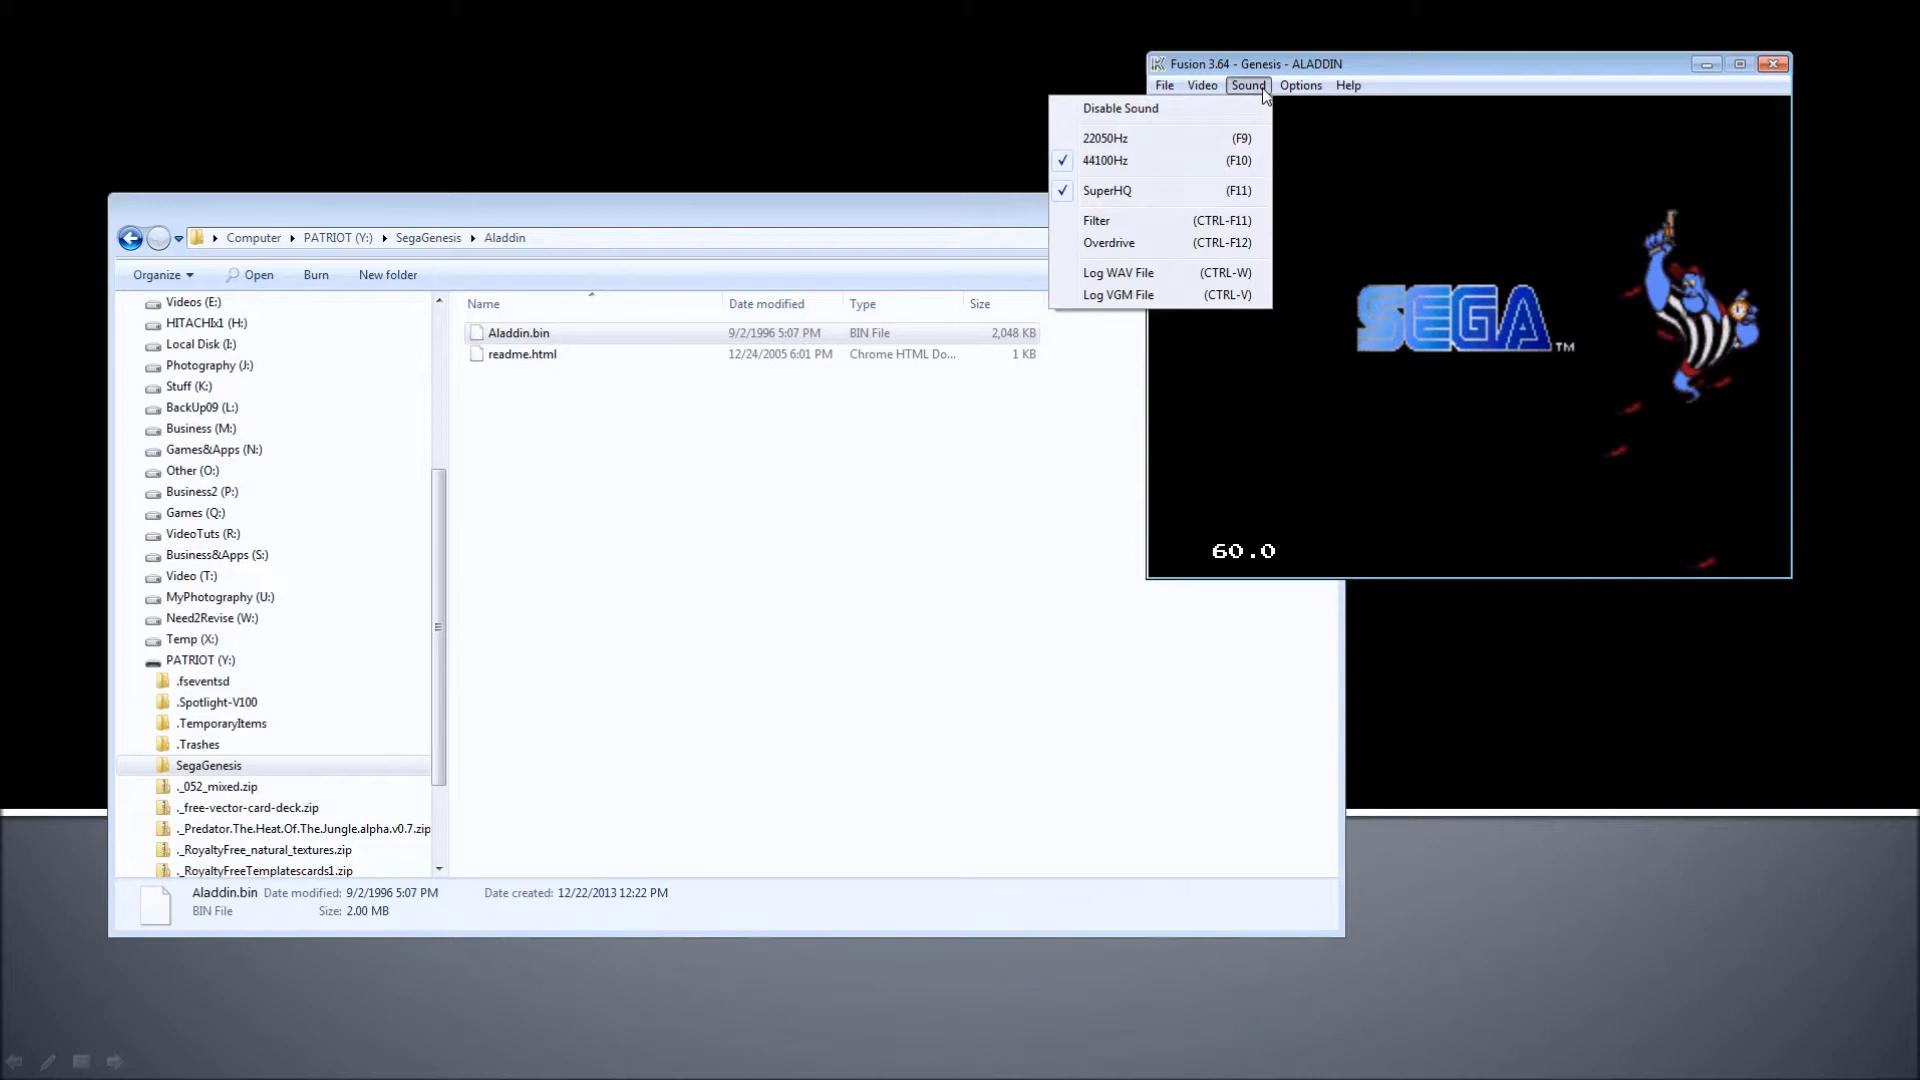 Fusion 3.64 - Genesis - ALADDIN
File Video Sound Options Help
Disable Sound
22050Hz (F9)
44100Hz (F10)
SuperHQ (F11)
Filter (CTRL-F11)
Overdrive (CTRL-F12)
Log WAV File (CTRL-W)
Log VGM File (CTRL-V)
SEGA TM
60.0
Computer PATRIOT (Y:) SegaGenesis Aladdin
Organize Open Burn New folder
Name Date modified Type Size
Aladdin.bin 9/2/1996 5:07 PM BIN File 2,048 KB
readme.html 12/24/2005 6:01 PM Chrome HTML Do... 1 KB
Videos (E:)
HITACHIx1 (H:)
Local Disk (I:)
Photography (J:)
Stuff (K:)
BackUp09 (L:)
Business (M:)
Games&Apps (N:)
Other (O:)
Business2 (P:)
Games (Q:)
VideoTuts (R:)
Business&Apps (S:)
Video (T:)
MyPhotography (U:)
Need2Revise (W:)
Temp (X:)
PATRIOT (Y:)
.fseventsd
.Spotlight-V100
.TemporaryItems
.Trashes
SegaGenesis
._052_mixed.zip
._free-vector-card-deck.zip
._Predator.The.Heat.Of.The.Jungle.alpha.v0.7.zip
._RoyaltyFree_natural_textures.zip
._RoyaltyFreeTemplatescards1.zip
Aladdin.bin Date modified: 9/2/1996 5:07 PM Date created: 12/22/2013 12:22 PM
BIN File Size: 2.00 MB